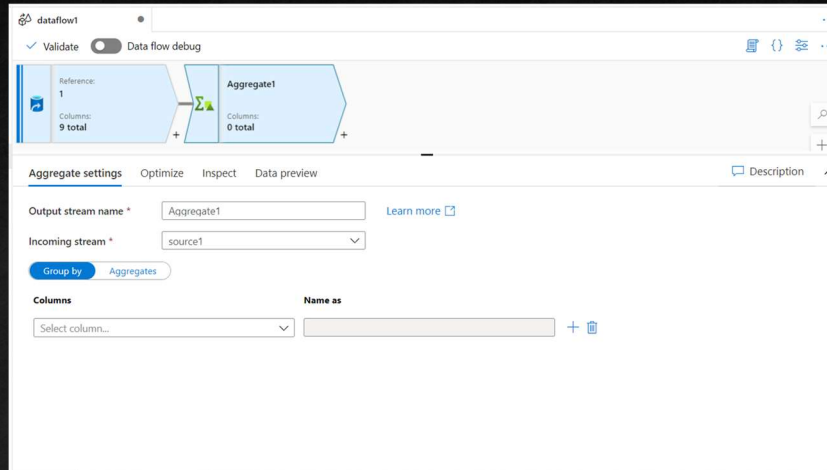 dataflow1
Validate
Data flow debug
{}
Reference:
1
Columns:
9 total
+
Aggregate1
Columns:
0 total
+
Aggregate settings
Optimize
Inspect
Data preview
Description
Output stream name *
Aggregate1
Learn more
Incoming stream *
source1
Group by
Aggregates
Columns
Name as
Select column...